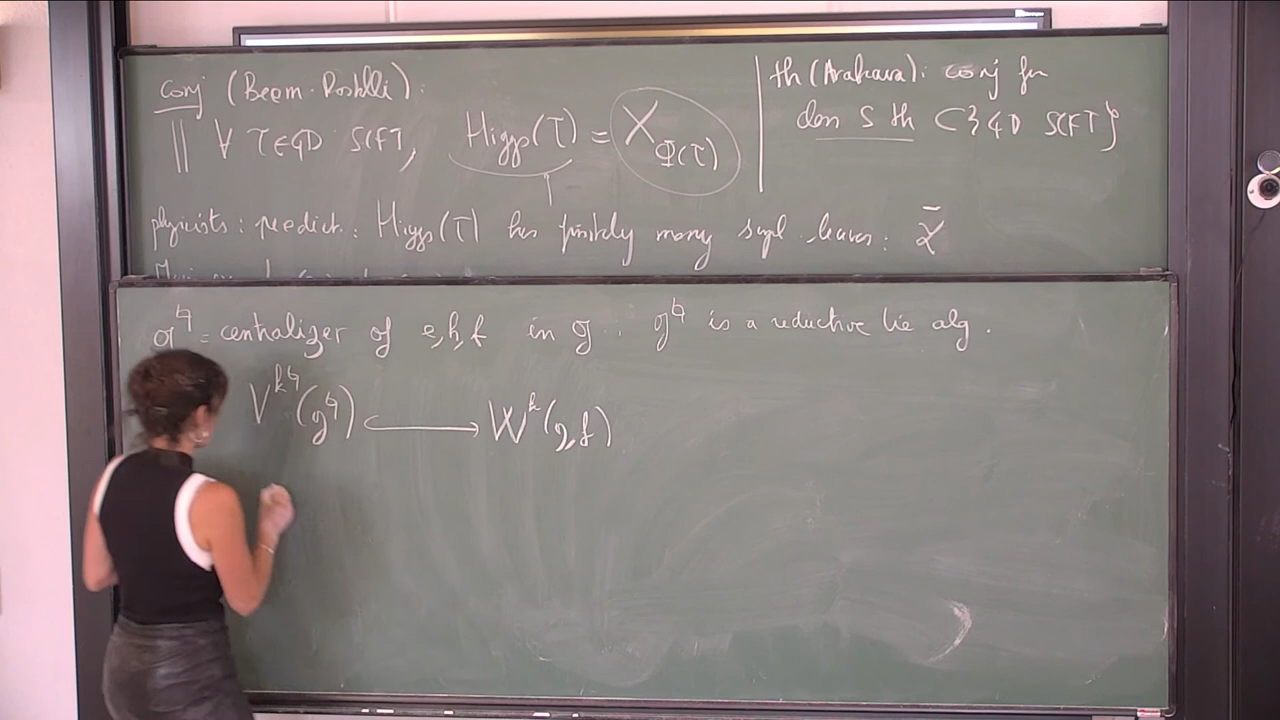 conj (Beem-Rastelli):
∀ T ∈ 4D SCFT, Higgs(T) = X_Φ(T)
th (Arakawa): conj for
class S th ⊂ {4D SCFT}
physicists: predict: Higgs(T) has finitely many sympl. leaves: \bar{ℒ}
g^♮ = centralizer of e,h,f in g. g^♮ is a reductive lie alg.
V^{k^♮}(g^♮) ↪ W^k(g,f)